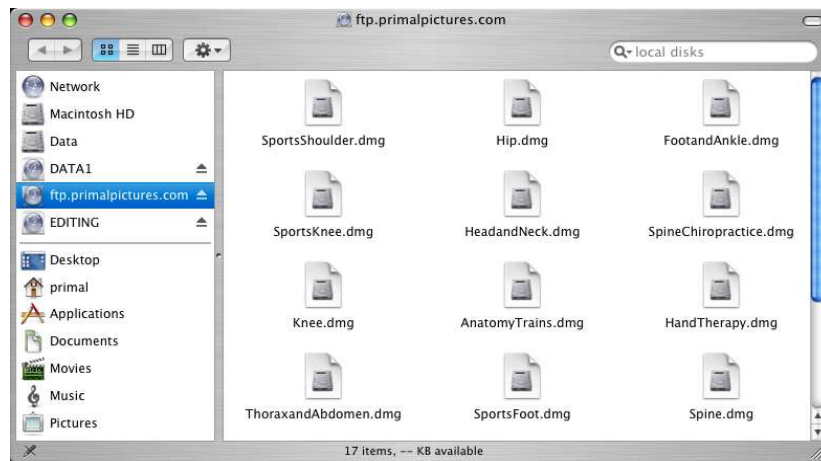 ftp.primalpictures.com
local disks
Network
Macintosh HD
Data
DATA1
ftp.primalpictures.com
EDITING
Desktop
primal
Applications
Documents
Movies
Music
Pictures
SportsShoulder.dmg Hip.dmg FootandAnkle.dmg
SportsKnee.dmg HeadandNeck.dmg SpineChiropractice.dmg
Knee.dmg AnatomyTrains.dmg HandTherapy.dmg
ThoraxandAbdomen.dmg SportsFoot.dmg Spine.dmg
17 items, -- KB available